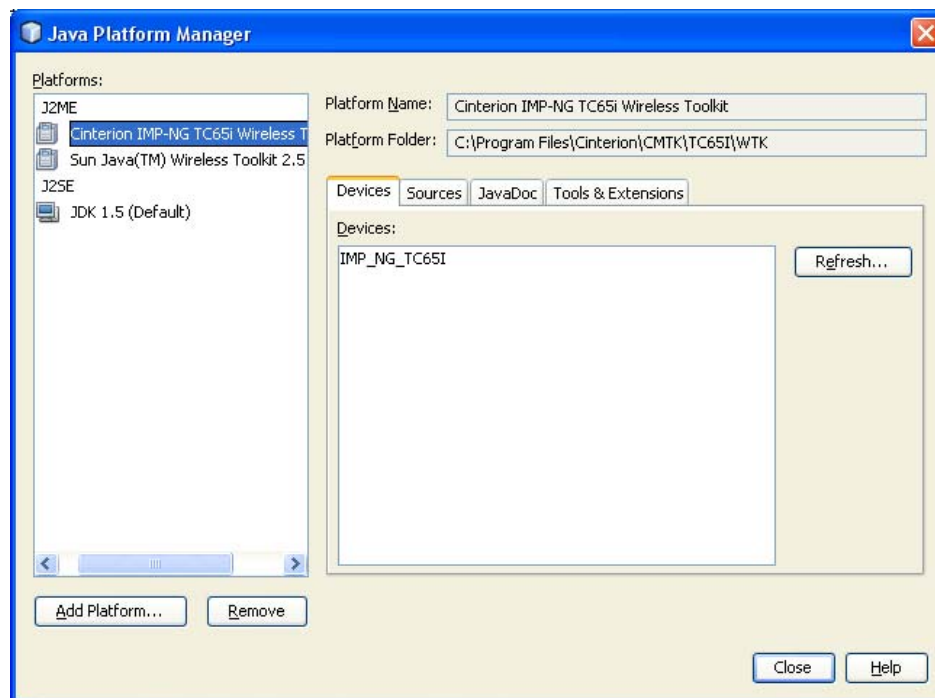 Java Platform Manager
Platforms:
J2ME
Cinterion IMP-NG TC65i Wireless T
Sun Java(TM) Wireless Toolkit 2.5
J2SE
JDK 1.5 (Default)
Add Platform...
Remove
Platform Name:
Cinterion IMP-NG TC65i Wireless Toolkit
Platform Folder:
C:\Program Files\Cinterion\CMTK\TC65I\WTK
Devices
Sources
JavaDoc
Tools & Extensions
Devices:
IMP_NG_TC65I
Refresh...
Close
Help